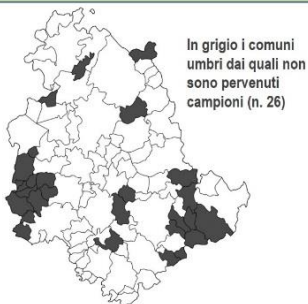 In grigio i comuni
umbri dai quali non
sono pervenuti
campioni (n. 26)